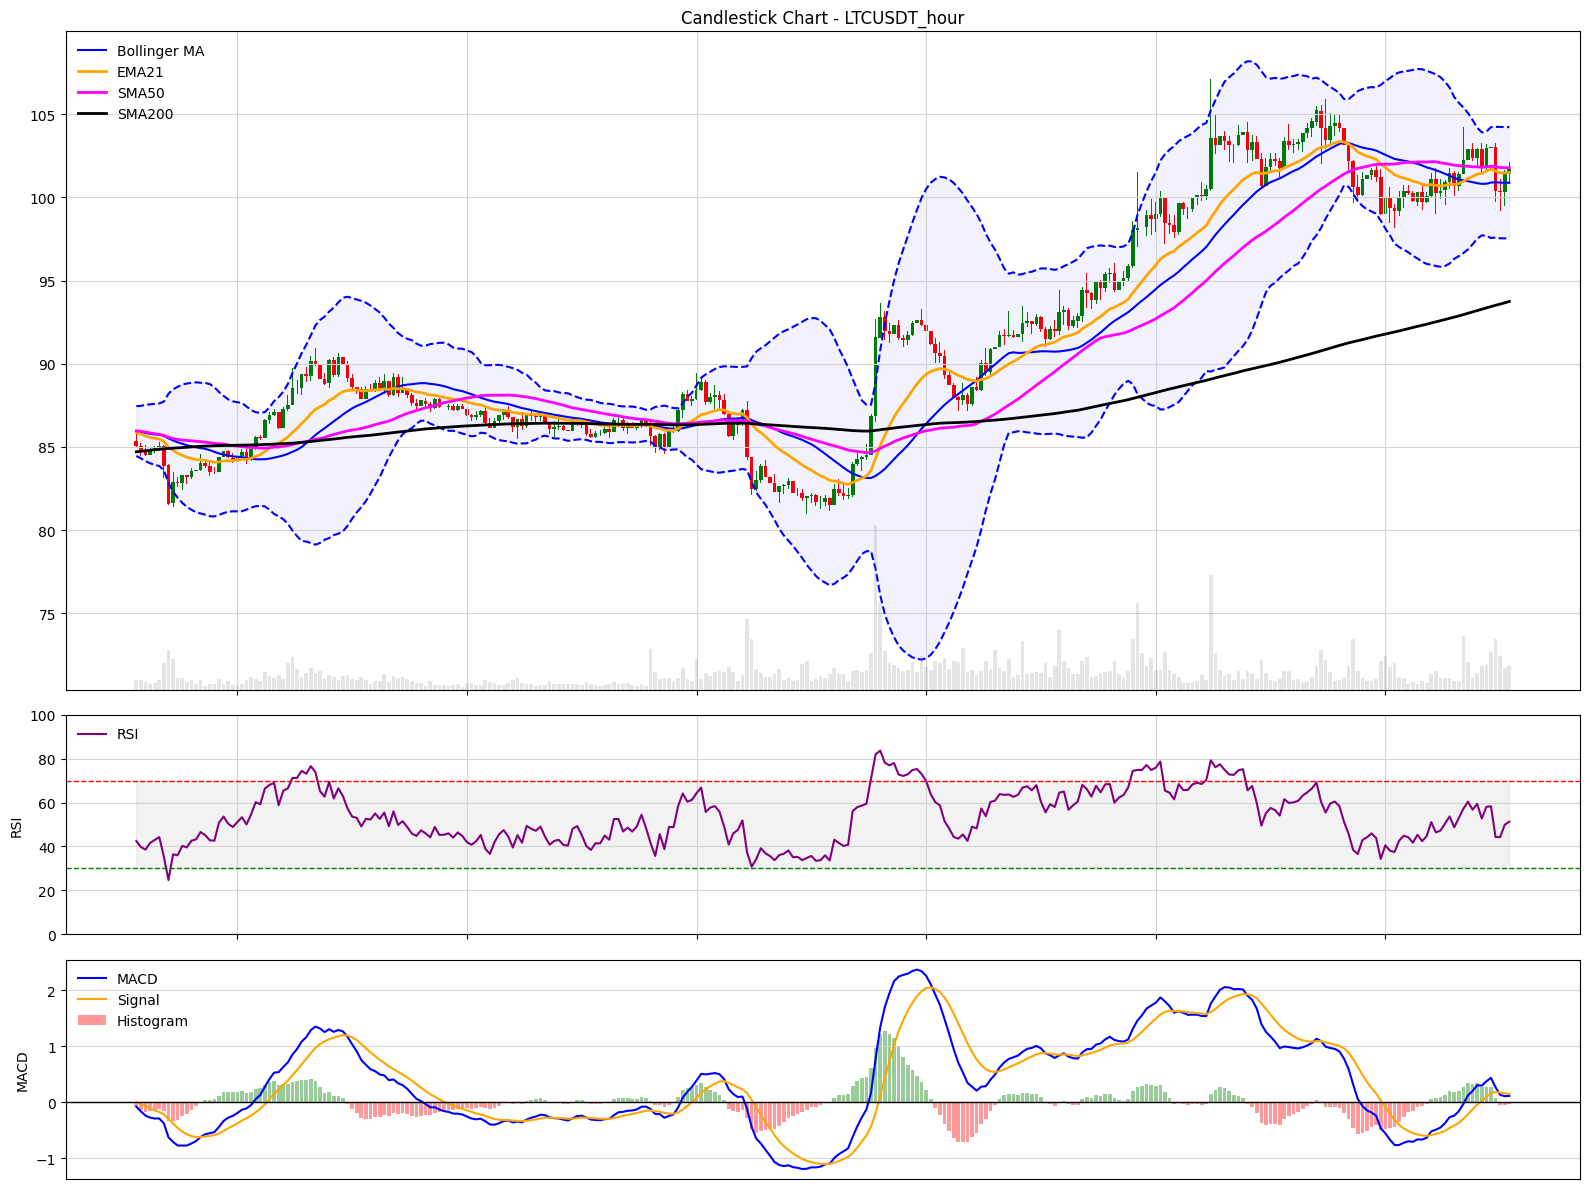 Candlestick Chart - LTCUSDT_hour
Bollinger MA
EMA21
SMA50
SMA200
105
100
95
90
85
80
75
RSI
100
80
60
40
20
0
RSI
MACD
Signal
Histogram
2
1
0
−1
MACD